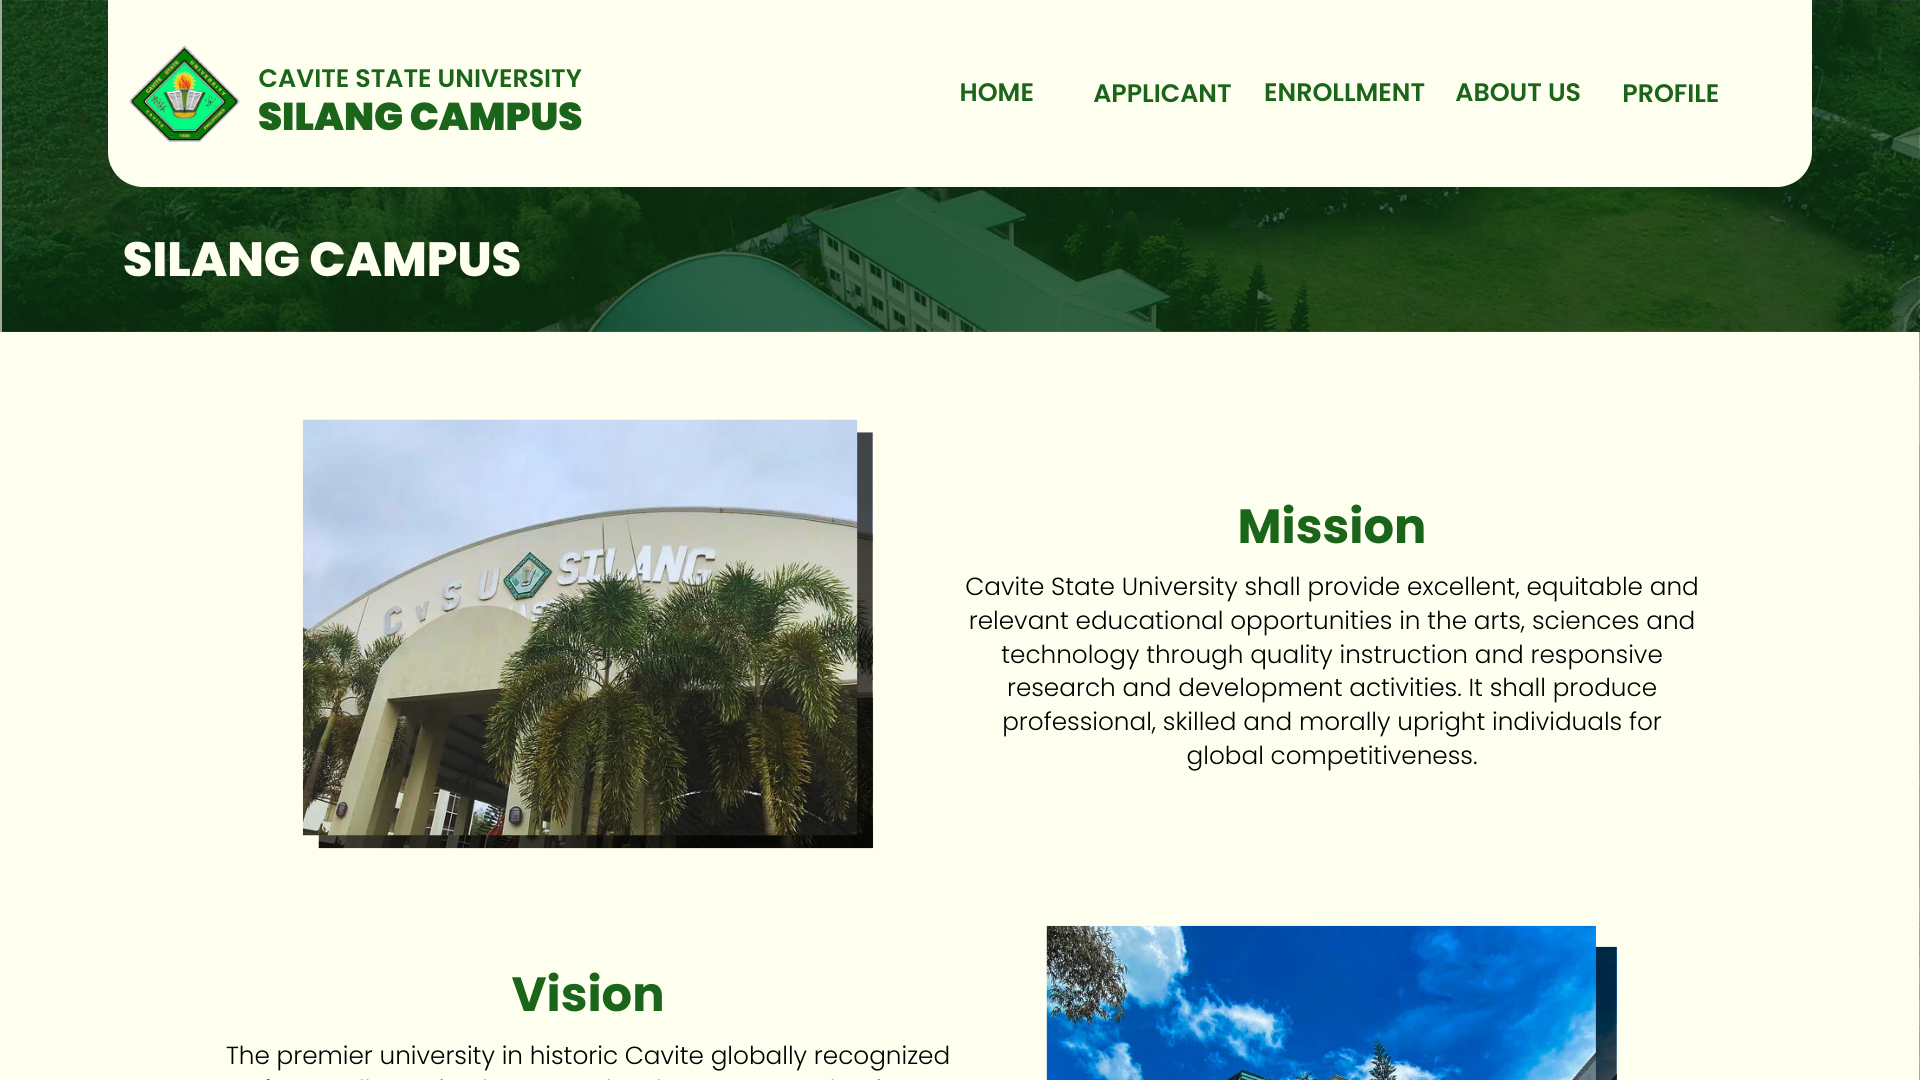 CAVITE STATE UNIVERSITY
SILANG CAMPUS
HOME
APPLICANT
ENROLLMENT
ABOUT US
PROFILE
SILANG CAMPUS
C v S U SILANG
Mission
Cavite State University shall provide excellent, equitable and
relevant educational opportunities in the arts, sciences and
technology through quality instruction and responsive
research and development activities. It shall produce
professional, skilled and morally upright individuals for
global competitiveness.
Vision
The premier university in historic Cavite globally recognized